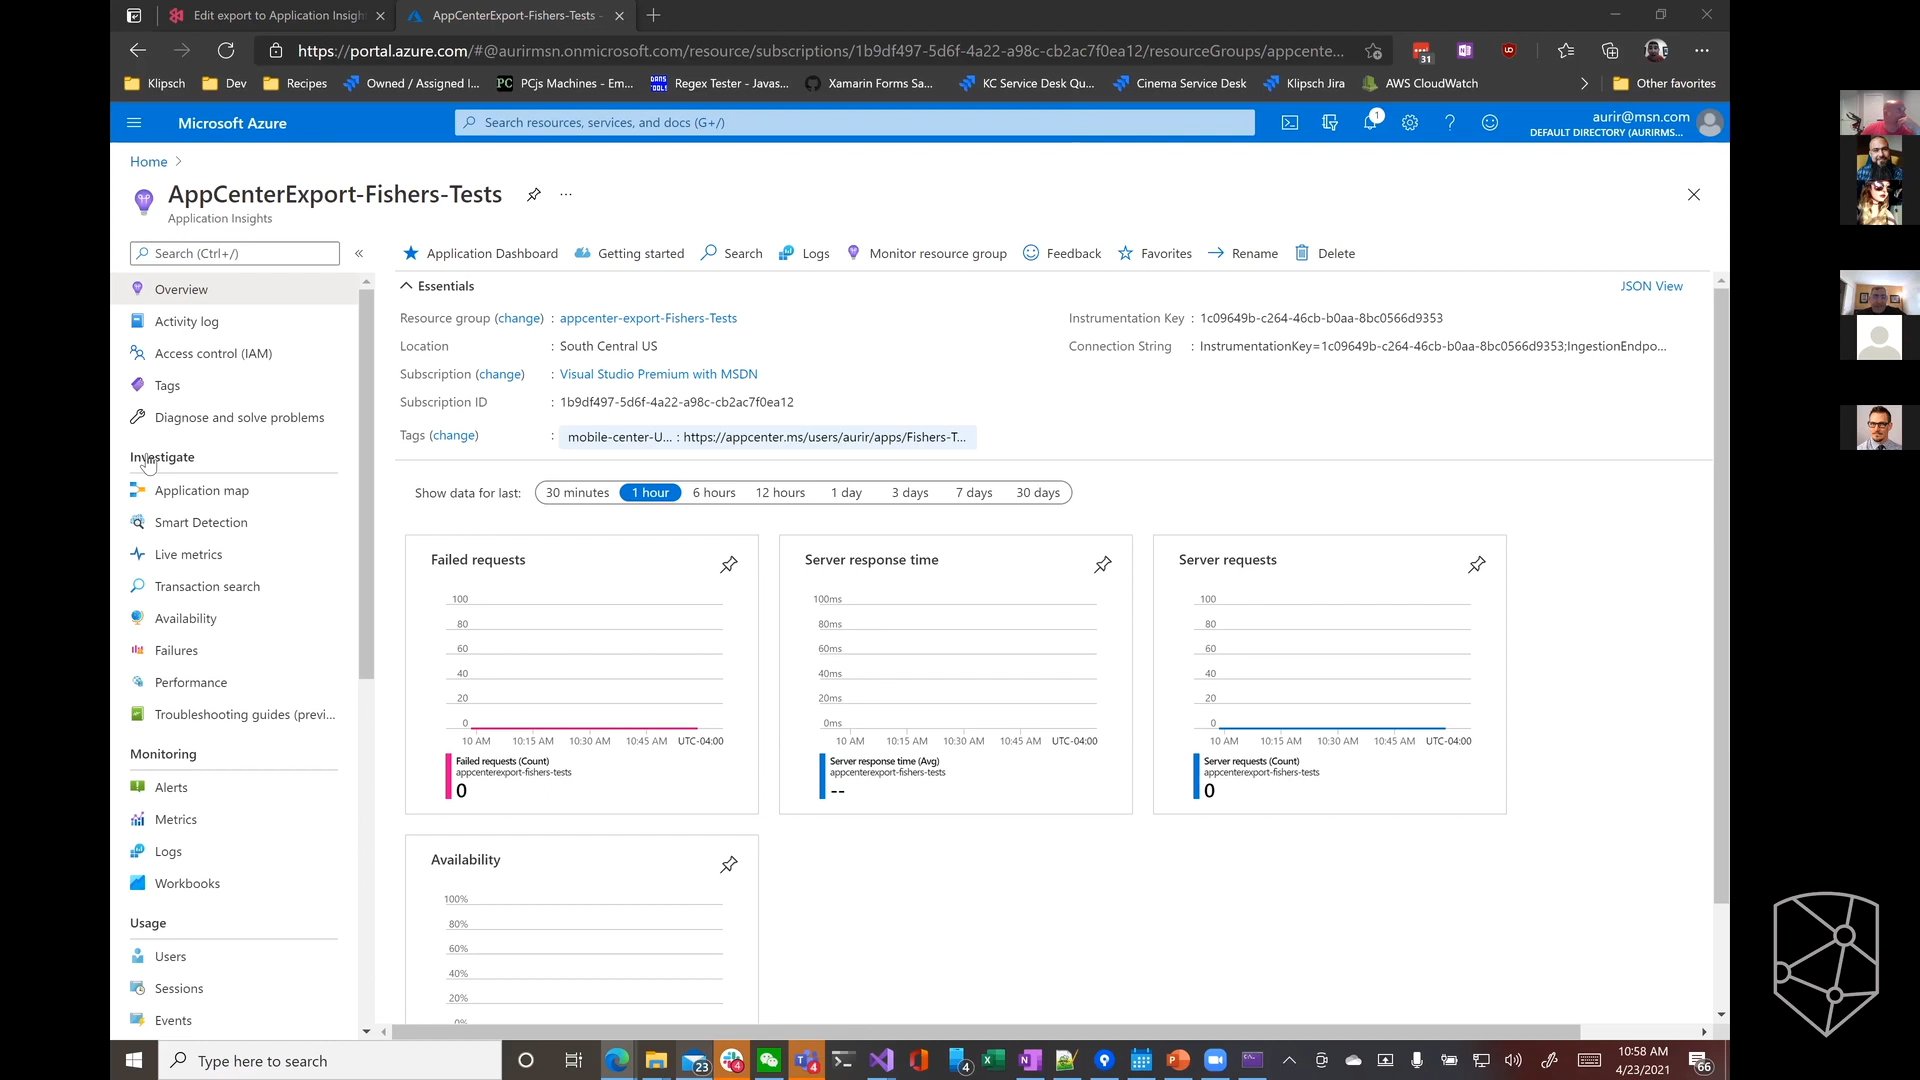 Edit export to Application Insigh
AppCenterExport-Fishers-Tests -
https://portal.azure.com/#@aurirmsn.onmicrosoft.com/resource/subscriptions/1b9df497-5d6f-4a22-a98c-cb2ac7f0ea12/resourceGroups/appcente...
31
Klipsch
Dev
Recipes
Owned / Assigned I...
PC
PCjs Machines - Em...
Regex Tester - Javas...
Xamarin Forms Sa...
KC Service Desk Qu...
Cinema Service Desk
Klipsch Jira
AWS CloudWatch
Other favorites
Microsoft Azure
Search resources, services, and docs (G+/)
1
aurir@msn.com
DEFAULT DIRECTORY (AURIRMS...
Home
AppCenterExport-Fishers-Tests
Application Insights
Search (Ctrl+/)
Application Dashboard
Getting started
Search
Logs
Monitor resource group
Feedback
Favorites
Rename
Delete
Overview
Activity log
Access control (IAM)
Tags
Diagnose and solve problems
Investigate
Application map
Smart Detection
Live metrics
Transaction search
Availability
Failures
Performance
Troubleshooting guides (previ...
Monitoring
Alerts
Metrics
Logs
Workbooks
Usage
Users
Sessions
Events
Essentials
JSON View
Resource group (change) : appcenter-export-Fishers-Tests
Location : South Central US
Subscription (change) : Visual Studio Premium with MSDN
Subscription ID : 1b9df497-5d6f-4a22-a98c-cb2ac7f0ea12
Tags (change) : mobile-center-U... : https://appcenter.ms/users/aurir/apps/Fishers-T...
Instrumentation Key : 1c09649b-c264-46cb-b0aa-8bc0566d9353
Connection String : InstrumentationKey=1c09649b-c264-46cb-b0aa-8bc0566d9353;IngestionEndpo...
Show data for last: 30 minutes 1 hour 6 hours 12 hours 1 day 3 days 7 days 30 days
Failed requests
100
80
60
40
20
0
10 AM 10:15 AM 10:30 AM 10:45 AM UTC-04:00
Failed requests (Count)
appcenterexport-fishers-tests
0
Server response time
100ms
80ms
60ms
40ms
20ms
0ms
10 AM 10:15 AM 10:30 AM 10:45 AM UTC-04:00
Server response time (Avg)
appcenterexport-fishers-tests
--
Server requests
100
80
60
40
20
0
10 AM 10:15 AM 10:30 AM 10:45 AM UTC-04:00
Server requests (Count)
appcenterexport-fishers-tests
0
Availability
100%
80%
60%
40%
20%
0%
Type here to search
23
4
4
4
10:58 AM
4/23/2021
66